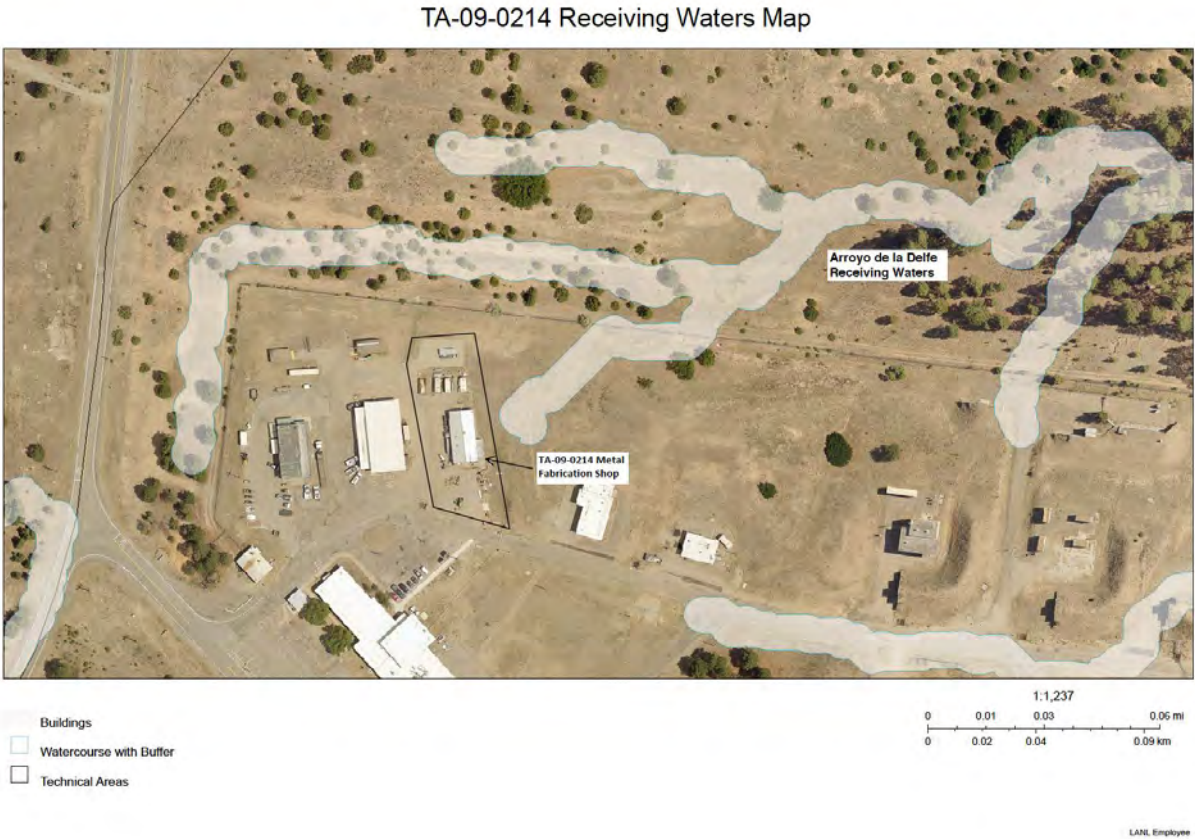 TA-09-0214 Receiving Waters Map
Arroyo de la Delfe
Receiving Waters
TA-09-0214 Metal
Fabrication Shop
1:1,237
0 0.01 0.03 0.06 mi
0 0.02 0.04 0.09 km
Buildings
Watercourse with Buffer
Technical Areas
LANL Employee